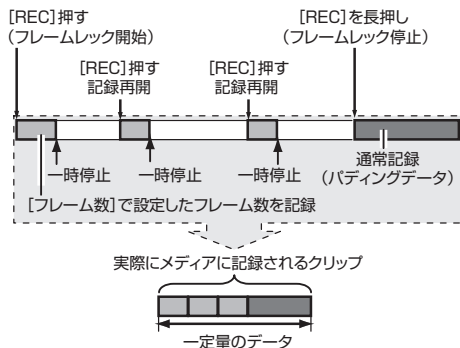 [REC]押す
(フレームレック開始)
[REC]押す
記録再開
[REC]押す
記録再開
[REC]を長押し
(フレームレック停止)
一時停止
一時停止
一時停止
通常記録
(パディングデータ)
[フレーム数]で設定したフレーム数を記録
実際にメディアに記録されるクリップ
一定量のデータ